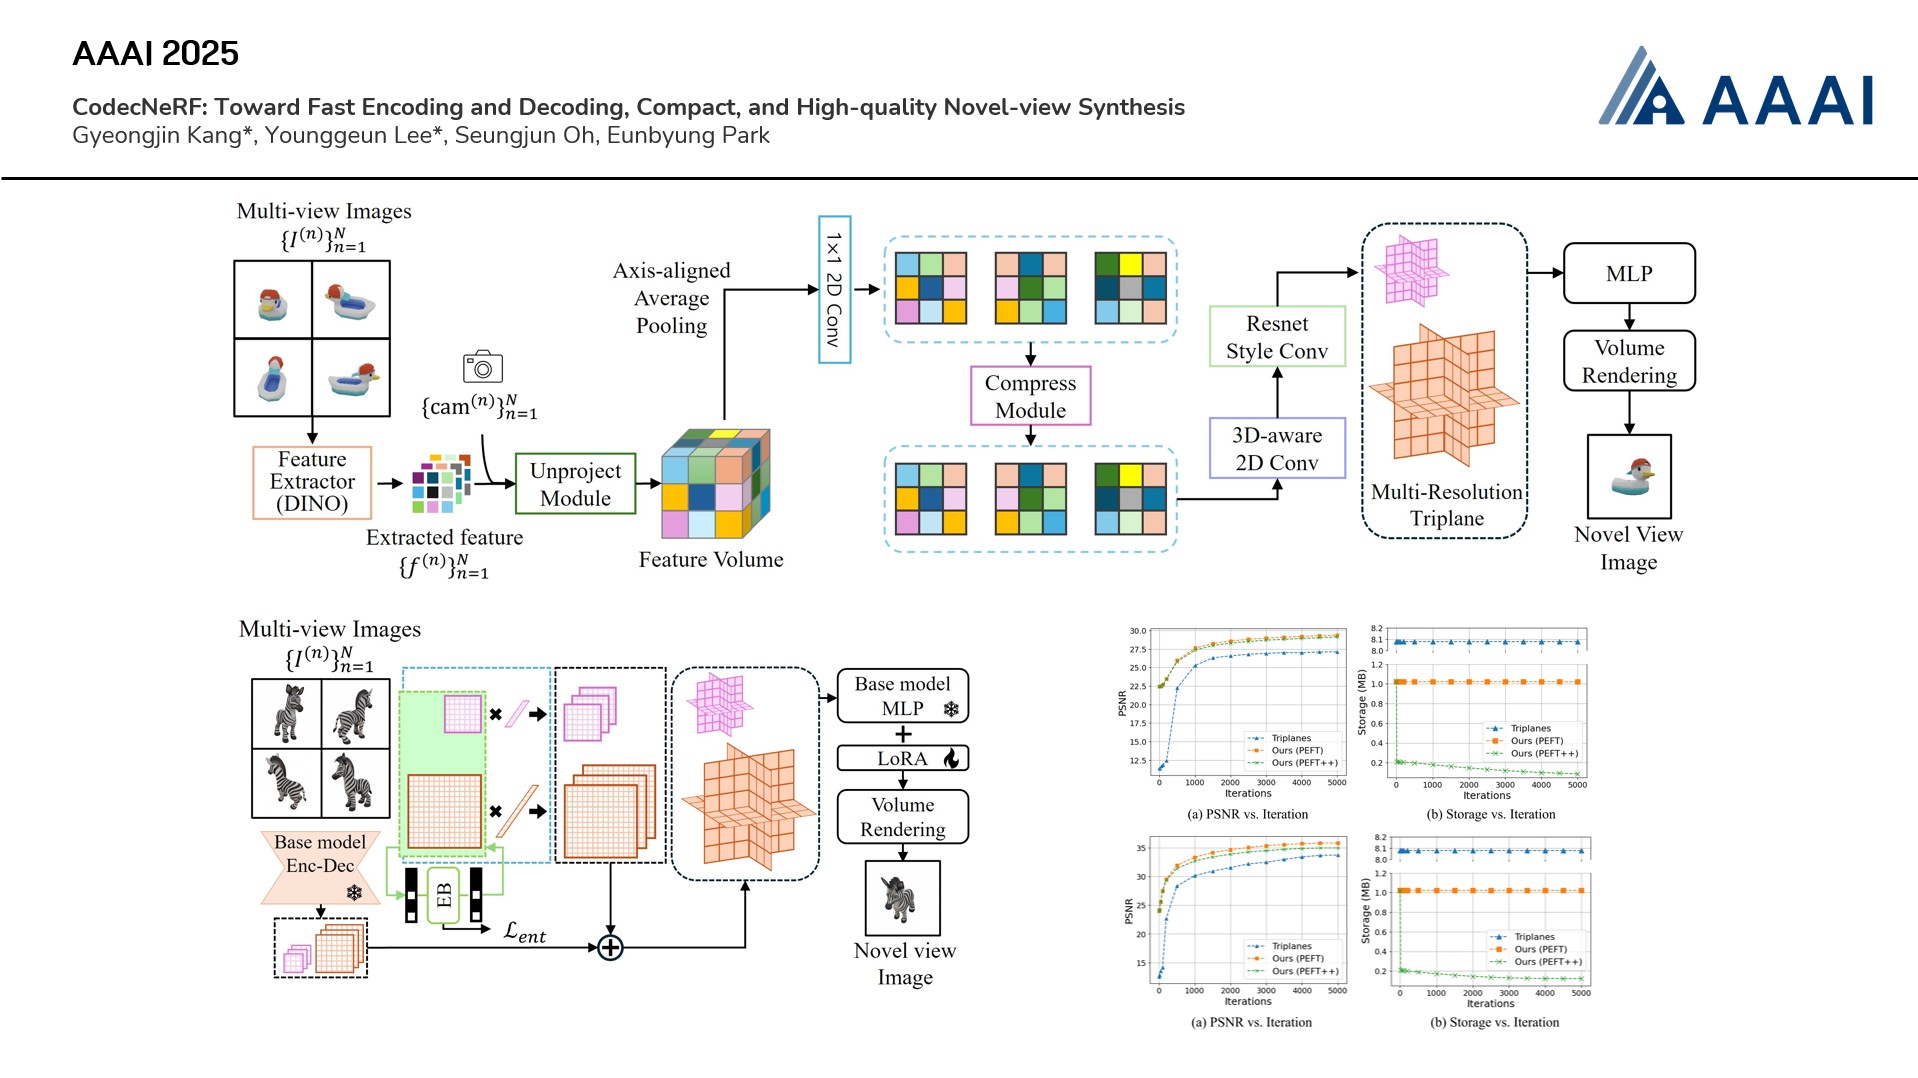 AAAI 2025
AAAI
CodecNeRF: Toward Fast Encoding and Decoding, Compact, and High-quality Novel-view Synthesis
Gyeongjin Kang*, Younggeun Lee*, Seungjun Oh, Eunbyung Park
Multi-view Images
{I^(n)}_{n=1}^N
Feature
Extractor
(DINO)
{cam^(n)}_{n=1}^N
Extracted feature
{f^(n)}_{n=1}^N
Unproject
Module
Feature Volume
Axis-aligned
Average
Pooling
1×1 2D Conv
Compress
Module
3D-aware
2D Conv
Resnet
Style Conv
Multi-Resolution
Triplane
MLP
Volume
Rendering
Novel View
Image
Multi-view Images
{I^(n)}_{n=1}^N
Base model
Enc-Dec
EB
ℒ_ent
Base model
MLP
+
LoRA
Volume
Rendering
Novel view
Image
PSNR
30.0
27.5
25.0
22.5
20.0
17.5
15.0
12.5
Triplanes
Ours (PEFT)
Ours (PEFT++)
0 1000 2000 3000 4000 5000
Iterations
(a) PSNR vs. Iteration
Storage (MB)
8.2
8.1
8.0
1.2
1.0
0.8
0.6
0.4
0.2
Triplanes
Ours (PEFT)
Ours (PEFT++)
0 1000 2000 3000 4000 5000
Iterations
(b) Storage vs. Iteration
PSNR
35
30
25
20
15
Triplanes
Ours (PEFT)
Ours (PEFT++)
0 1000 2000 3000 4000 5000
Iterations
(a) PSNR vs. Iteration
Storage (MB)
8.2
8.1
8.0
1.2
1.0
0.8
0.6
0.4
0.2
Triplanes
Ours (PEFT)
Ours (PEFT++)
0 1000 2000 3000 4000 5000
Iterations
(b) Storage vs. Iteration